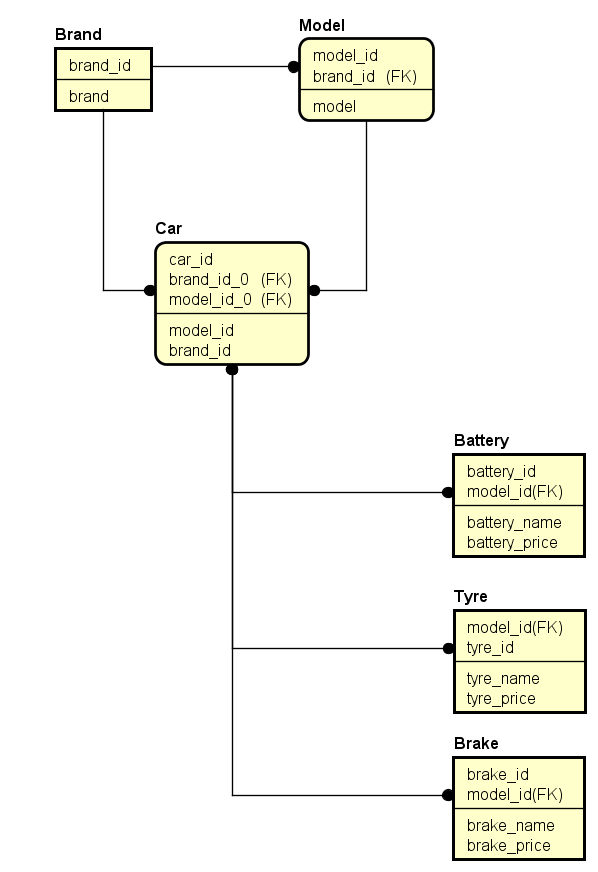 Brand
brand_id
brand
Model
model_id
brand_id (FK)
model
Car
car_id
brand_id_0 (FK)
model_id_0 (FK)
model_id
brand_id
Battery
battery_id
model_id(FK)
battery_name
battery_price
Tyre
model_id(FK)
tyre_id
tyre_name
tyre_price
Brake
brake_id
model_id(FK)
brake_name
brake_price